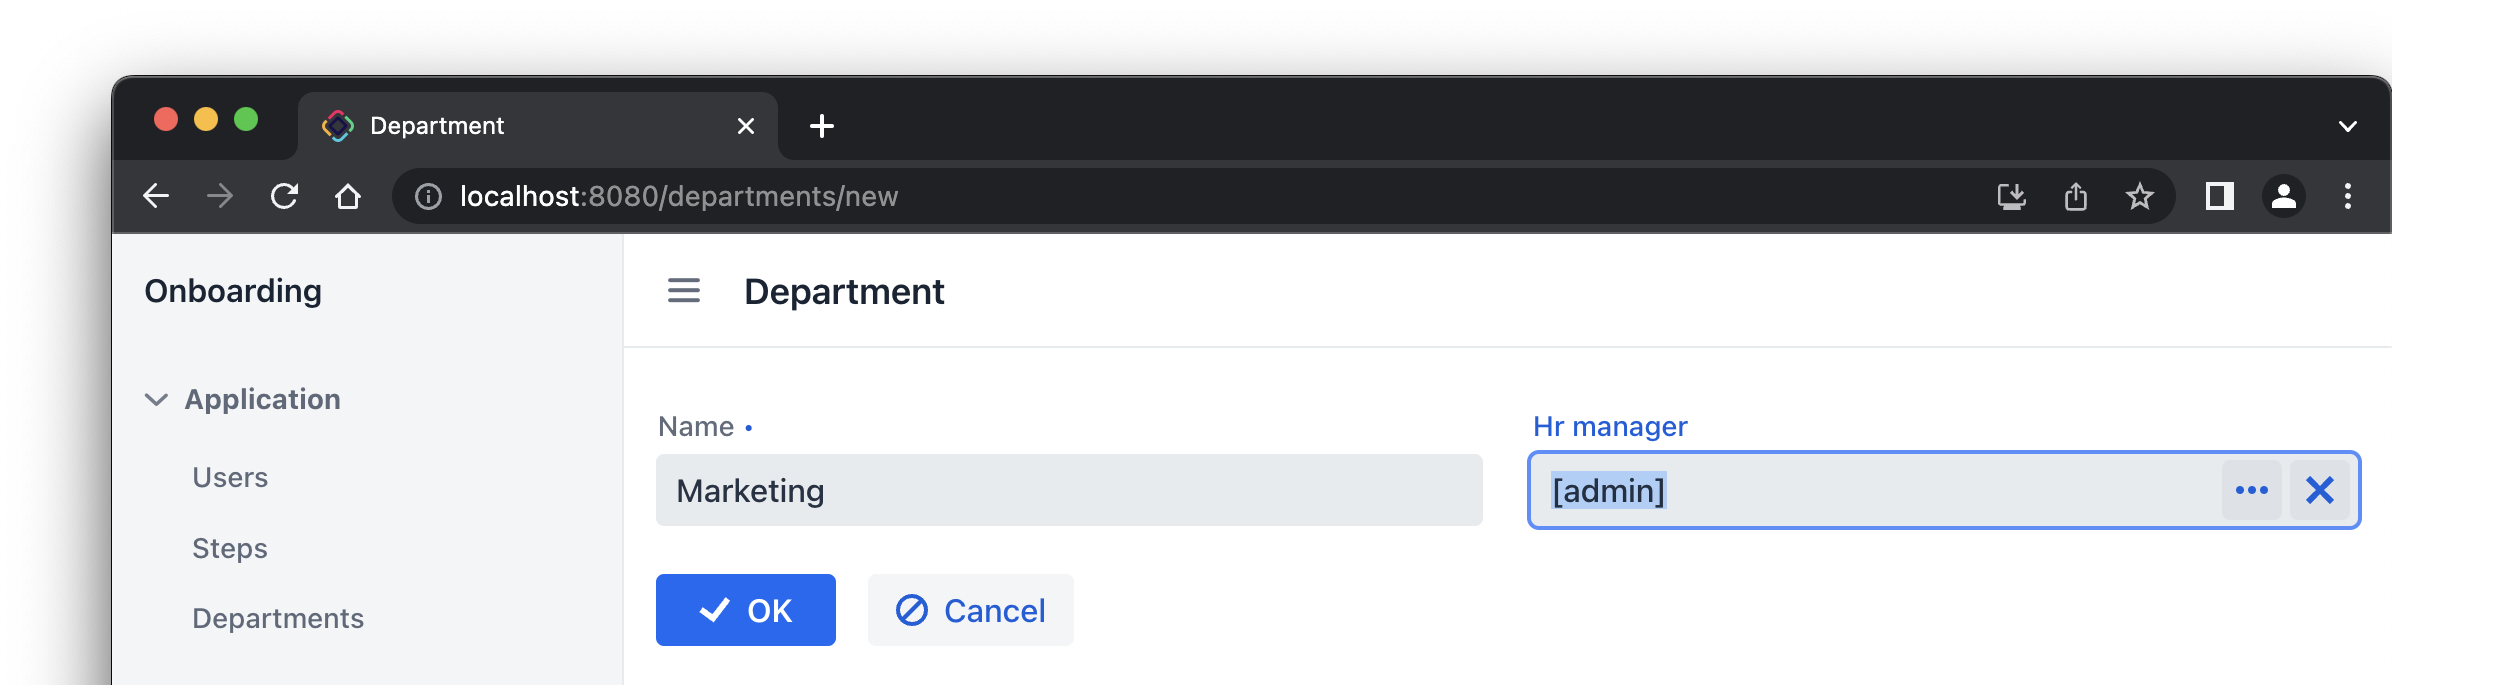 Department
localhost:8080/departments/new
Onboarding
Department
Application
Users
Steps
Departments
Name •
Hr manager
Marketing
[admin]
OK
Cancel